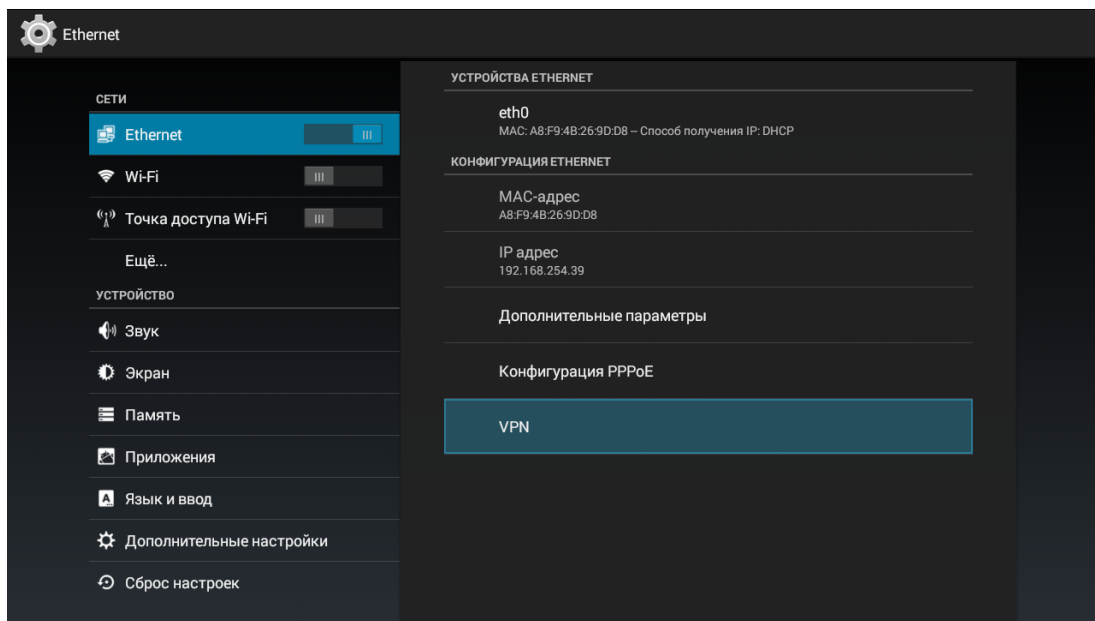 Ethernet
СЕТИ
Ethernet
Wi-Fi
Точка доступа Wi-Fi
Ещё...
УСТРОЙСТВО
Звук
Экран
Память
Приложения
Язык и ввод
Дополнительные настройки
Сброс настроек
УСТРОЙСТВА ETHERNET
eth0
MAC: A8:F9:4B:26:9D:D8 -- Способ получения IP: DHCP
КОНФИГУРАЦИЯ ETHERNET
MAC-адрес
A8:F9:4B:26:9D:D8
IP адрес
192.168.254.39
Дополнительные параметры
Конфигурация PPPoE
VPN